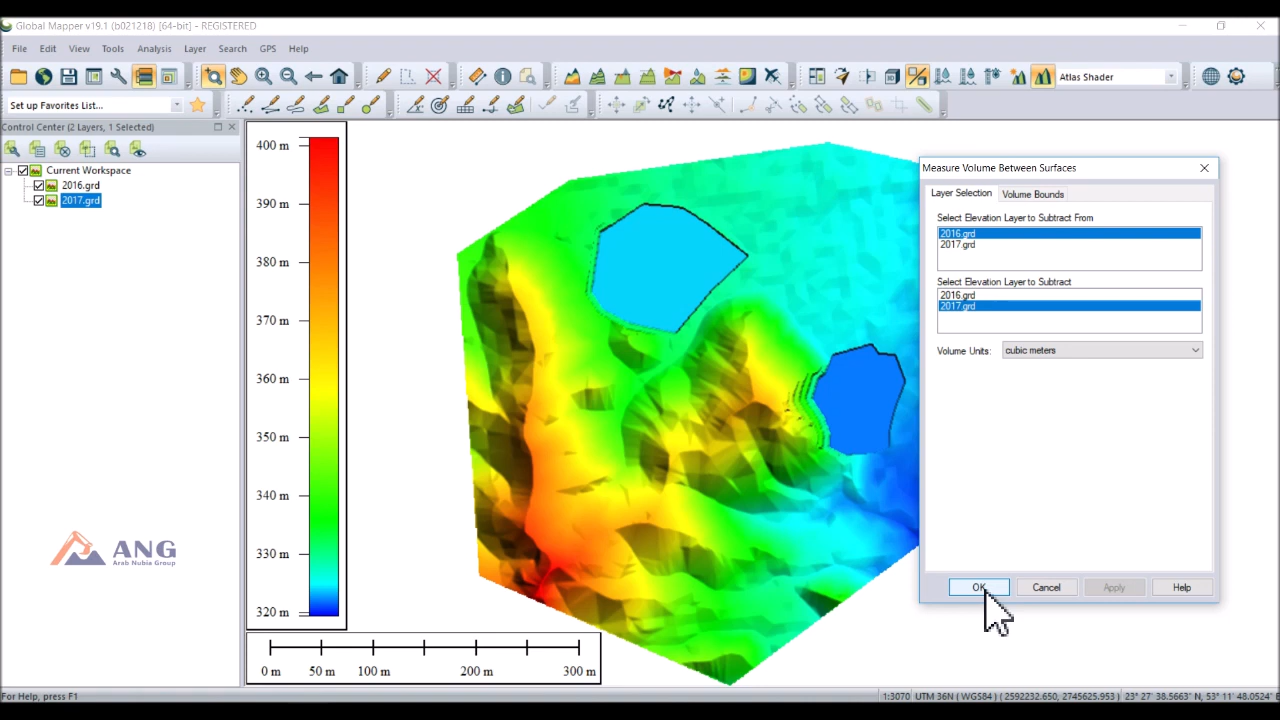 Global Mapper v19.1 (b021218) [64-bit] - REGISTERED
File Edit View Tools Analysis Layer Search GPS Help
Atlas Shader
Set up Favorites List...
Control Center (2 Layers, 1 Selected)
Current Workspace
2016.grd
2017.grd
400 m
390 m
380 m
370 m
360 m
350 m
340 m
330 m
320 m
0 m 50 m 100 m 200 m 300 m
ANG
Arab Nubia Group
Measure Volume Between Surfaces
Layer Selection Volume Bounds
Select Elevation Layer to Subtract From
2016.grd
2017.grd
Select Elevation Layer to Subtract
2016.grd
2017.grd
Volume Units: cubic meters
OK Cancel Apply Help
For Help, press F1
1:3070 UTM 36N ( WGS84 ) ( 2592232.650, 2745625.953 ) 23° 27' 38.5663" N, 53° 11' 48.0524" E